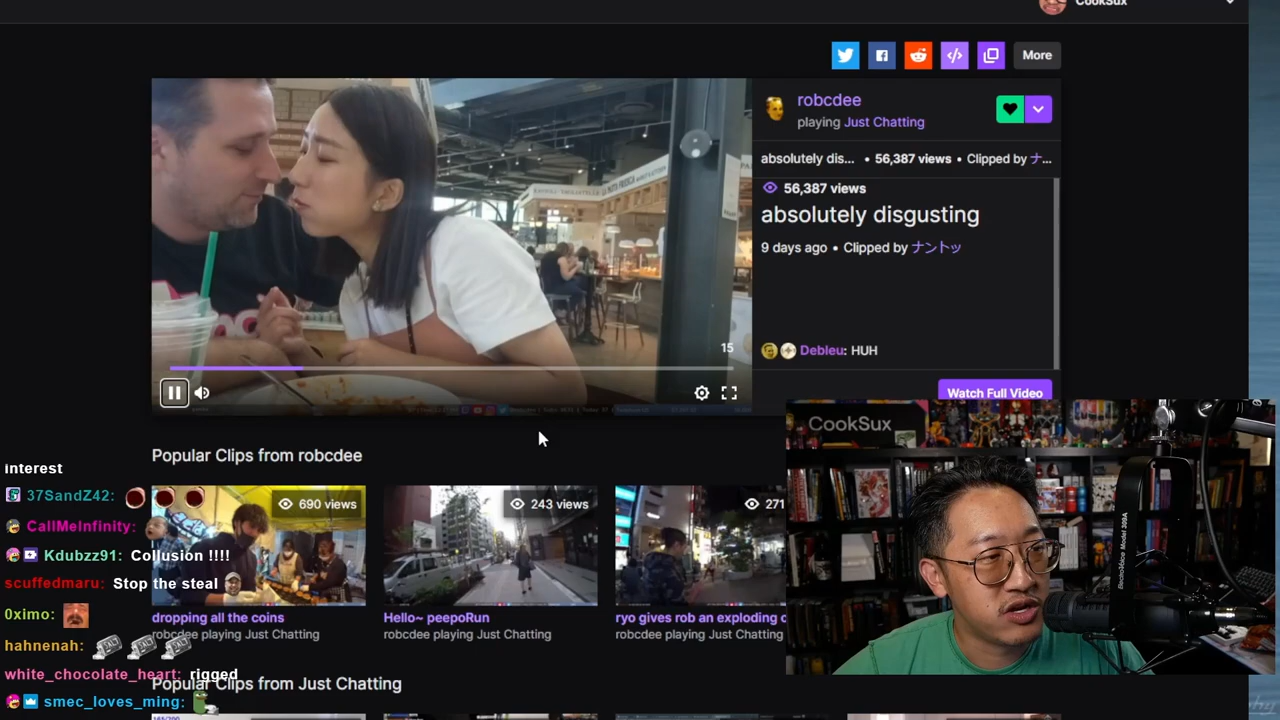 CookSux
More
robcdee
playing Just Chatting
absolutely dis... • 56,387 views • Clipped by ナ...
56,387 views
absolutely disgusting
9 days ago • Clipped by ナントッ
15
Debleu: HUH
Watch Full Video
CookSux
Popular Clips from robcdee
interest
37SandZ42:
CallMeInfinity:
Kdubzz91: Collusion !!!!
scuffedmaru: Stop the steal
0ximo:
hahnenah:
white_chocolate_heart: rigged
smec_loves_ming:
690 views
243 views
271
dropping all the coins
robcdee playing Just Chatting
Hello~ peepoRun
robcdee playing Just Chatting
ryo gives rob an exploding c
robcdee playing Just Chatting
Popular Clips from Just Chatting